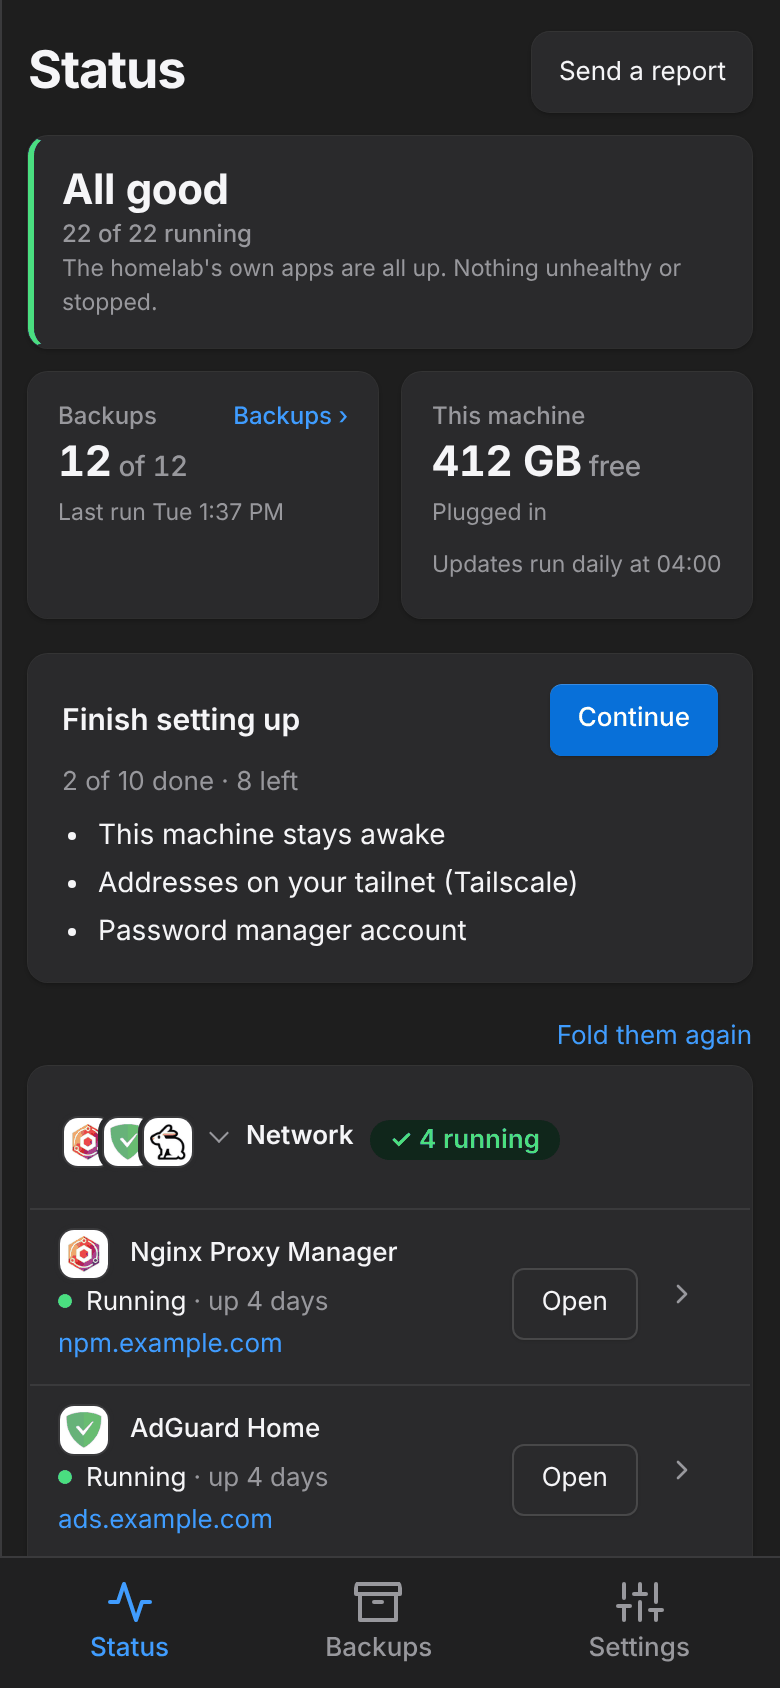 Status
Send a report
All good
22 of 22 running
The homelab's own apps are all up. Nothing unhealthy or
stopped.
Backups
Backups ›
12 of 12
Last run Tue 1:37 PM
This machine
412 GB free
Plugged in
Updates run daily at 04:00
Finish setting up
Continue
2 of 10 done · 8 left
• This machine stays awake
• Addresses on your tailnet (Tailscale)
• Password manager account
Fold them again
Network
✓ 4 running
Nginx Proxy Manager
Running · up 4 days
npm.example.com
Open
AdGuard Home
Running · up 4 days
ads.example.com
Open
Status
Backups
Settings